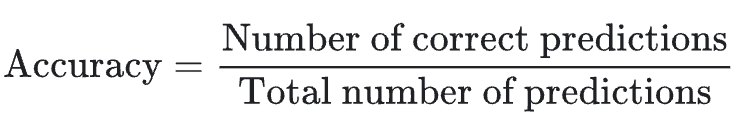 Accuracy = Number of correct predictions
Total number of predictions